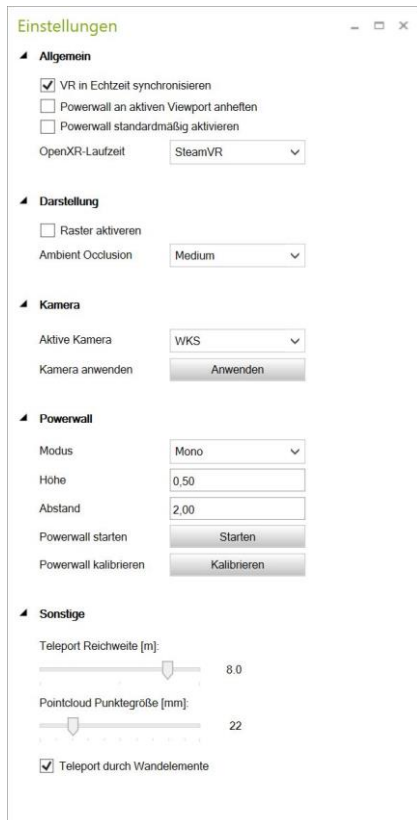 Einstellungen
Allgemein
VR in Echtzeit synchronisieren
Powerwall an aktiven Viewport anheften
Powerwall standardmäßig aktivieren
OpenXR-Laufzeit SteamVR
Darstellung
Raster aktiveren
Ambient Occlusion Medium
Kamera
Aktive Kamera WKS
Kamera anwenden Anwenden
Powerwall
Modus Mono
Höhe 0,50
Abstand 2,00
Powerwall starten Starten
Powerwall kalibrieren Kalibrieren
Sonstige
Teleport Reichweite [m]:
8.0
Pointcloud Punktegröße [mm]:
22
Teleport durch Wandelemente